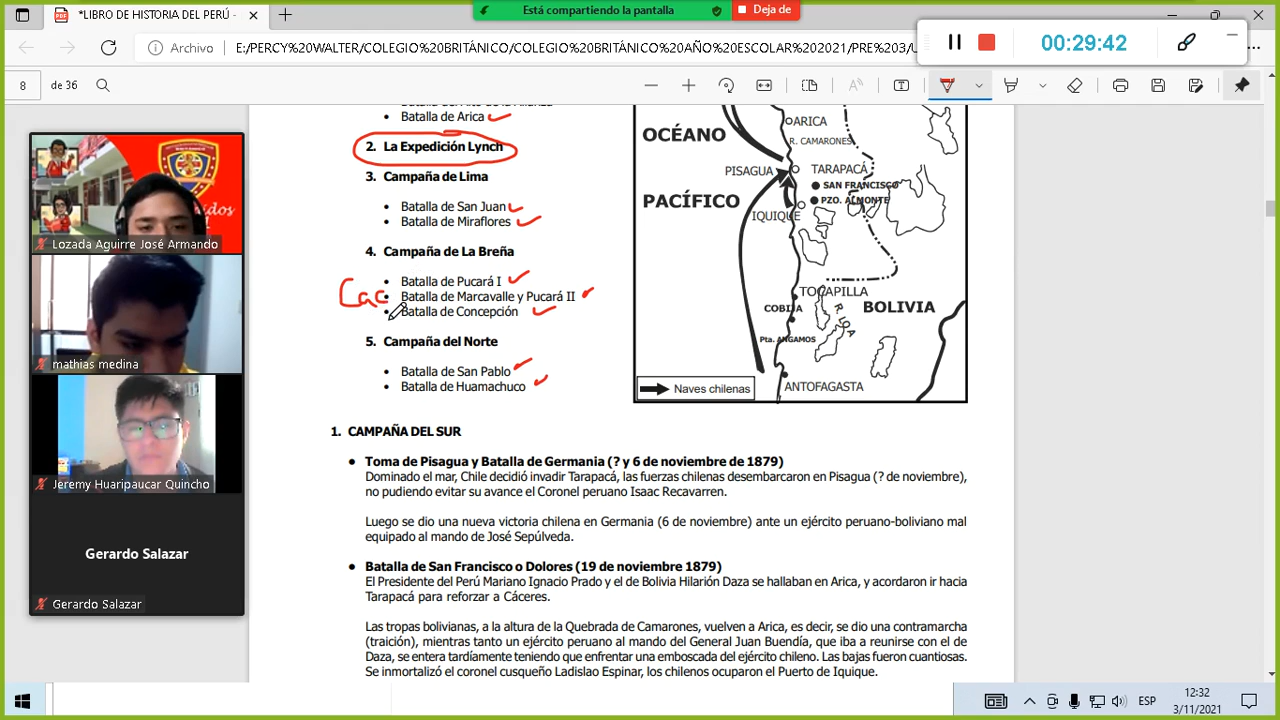 *LIBRO DE HISTORIA DEL PERÚ -
Está compartiendo la pantalla
Deja de
Archivo
E:/PERCY%20WALTER/COLEGIO%20BRITÁNICO/COLEGIO%20BRITÁNICO%20AÑO%20ESCOLAR%202021/PRE%203/L
00:29:42
8 de 36
Batalla del Alto de la Alianza
• Batalla de Arica
2. La Expedición Lynch
3. Campaña de Lima
• Batalla de San Juan
• Batalla de Miraflores
4. Campaña de La Breña
• Batalla de Pucará I
Cac
• Batalla de Marcavalle y Pucará II
• Batalla de Concepción
5. Campaña del Norte
• Batalla de San Pablo
• Batalla de Huamachuco
OCÉANO
PACÍFICO
ARICA
R. CAMARONES
PISAGUA
TARAPACÁ
SAN FRANCISCO
PZO. ALMONTE
IQUIQUE
TOCAPILLA
COBIJA
R. LOA
BOLIVIA
Pta. ANGAMOS
ANTOFAGASTA
Naves chilenas
1. CAMPAÑA DEL SUR
• Toma de Pisagua y Batalla de Germania (? y 6 de noviembre de 1879)
Dominado el mar, Chile decidió invadir Tarapacá, las fuerzas chilenas desembarcaron en Pisagua (? de noviembre),
no pudiendo evitar su avance el Coronel peruano Isaac Recavarren.
Luego se dio una nueva victoria chilena en Germania (6 de noviembre) ante un ejército peruano-boliviano mal
equipado al mando de José Sepúlveda.
• Batalla de San Francisco o Dolores (19 de noviembre 1879)
El Presidente del Perú Mariano Ignacio Prado y el de Bolivia Hilarión Daza se hallaban en Arica, y acordaron ir hacia
Tarapacá para reforzar a Cáceres.
Las tropas bolivianas, a la altura de la Quebrada de Camarones, vuelven a Arica, es decir, se dio una contramarcha
(traición), mientras tanto un ejército peruano al mando del General Juan Buendía, que iba a reunirse con el de
Daza, se entera tardíamente teniendo que enfrentar una emboscada del ejército chileno. Las bajas fueron cuantiosas.
Se inmortalizó el coronel cusqueño Ladislao Espinar, los chilenos ocuparon el Puerto de Iquique.
Lozada Aguirre José Armando
mathias medina
Jeremy Huaripaucar Quincho
Gerardo Salazar
Gerardo Salazar
ESP
12:32
3/11/2021